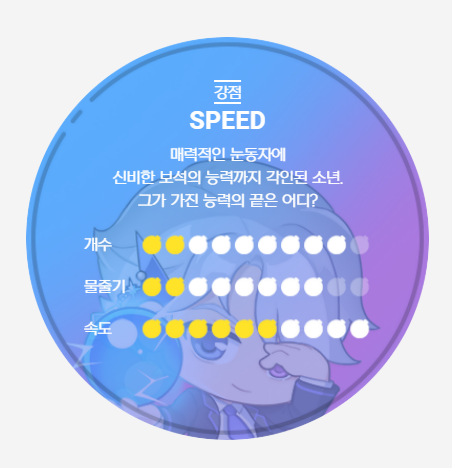 강점
SPEED
매력적인 눈동자에
신비한 보석의 능력까지 각인된 소년.
그가 가진 능력의 끝은 어디?
개수
물줄기
속도